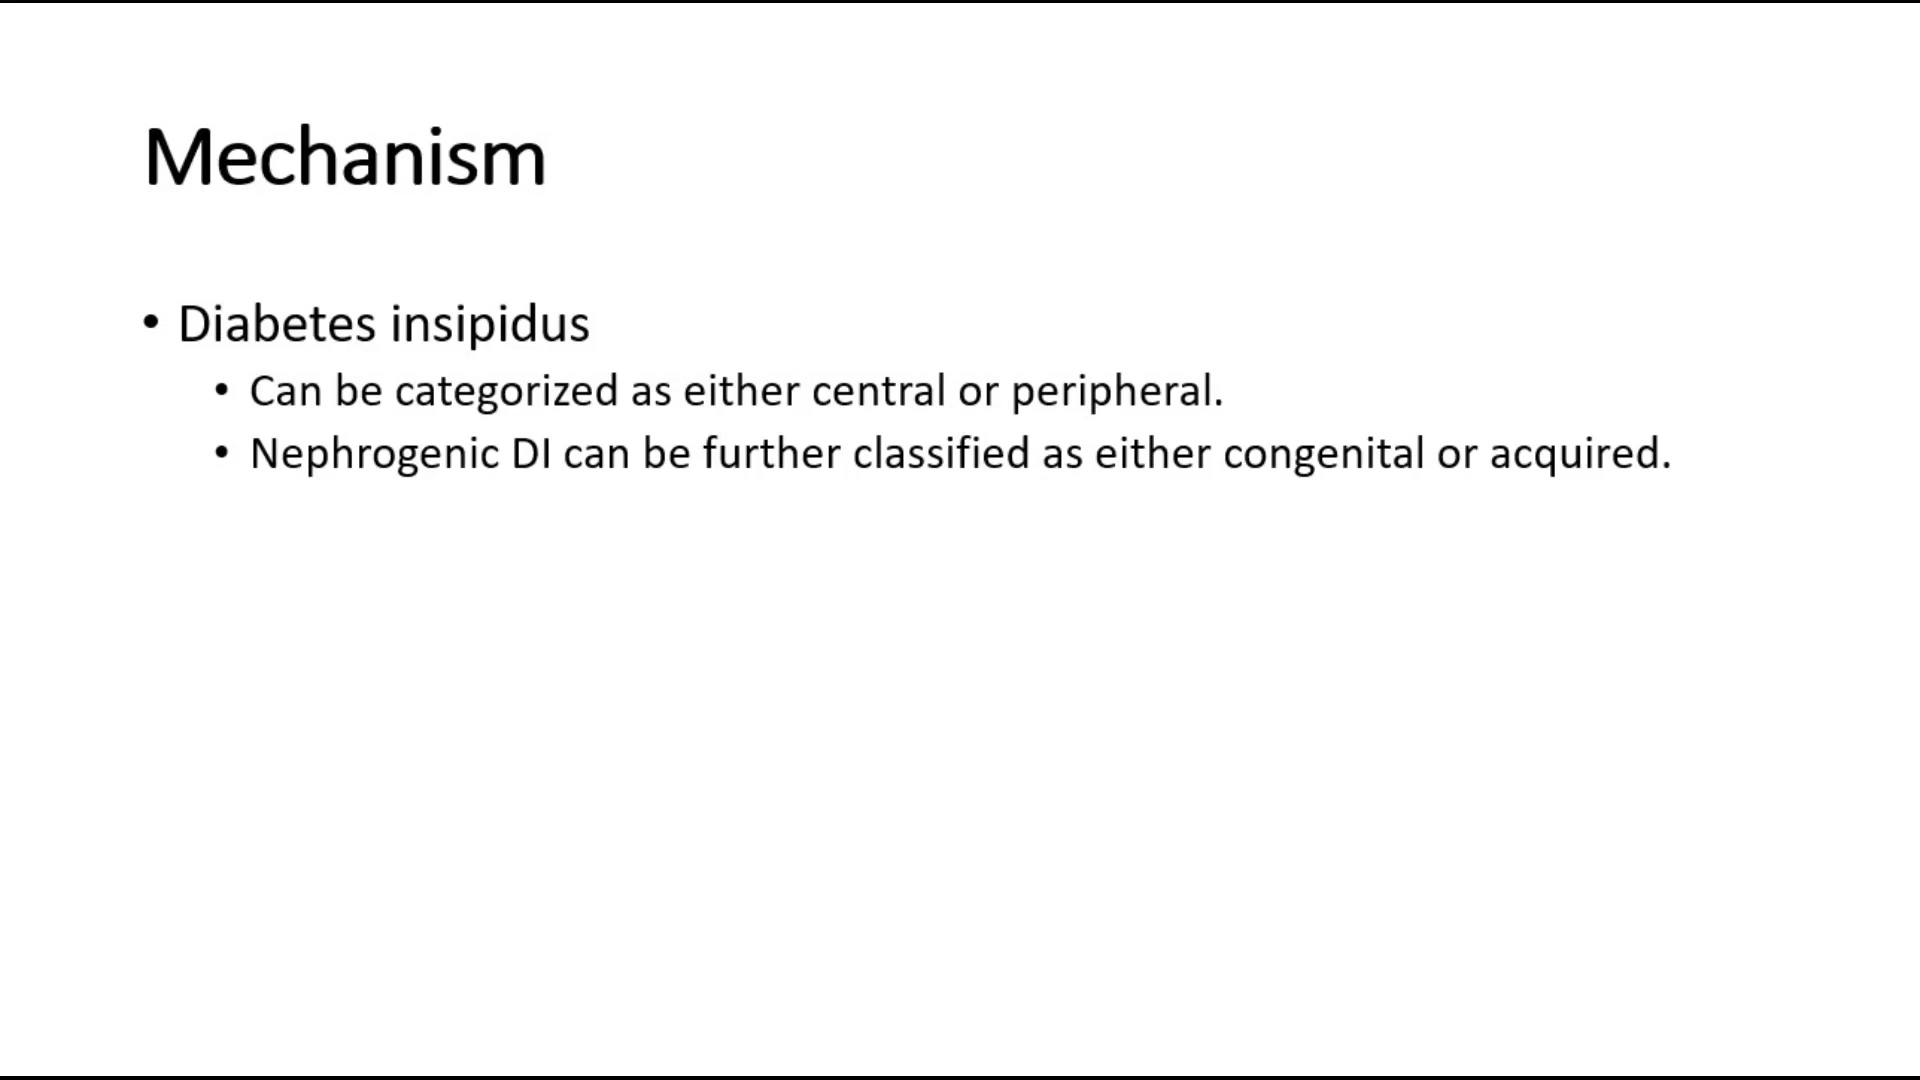 Mechanism
• Diabetes insipidus
• Can be categorized as either central or peripheral.
• Nephrogenic DI can be further classified as either congenital or acquired.